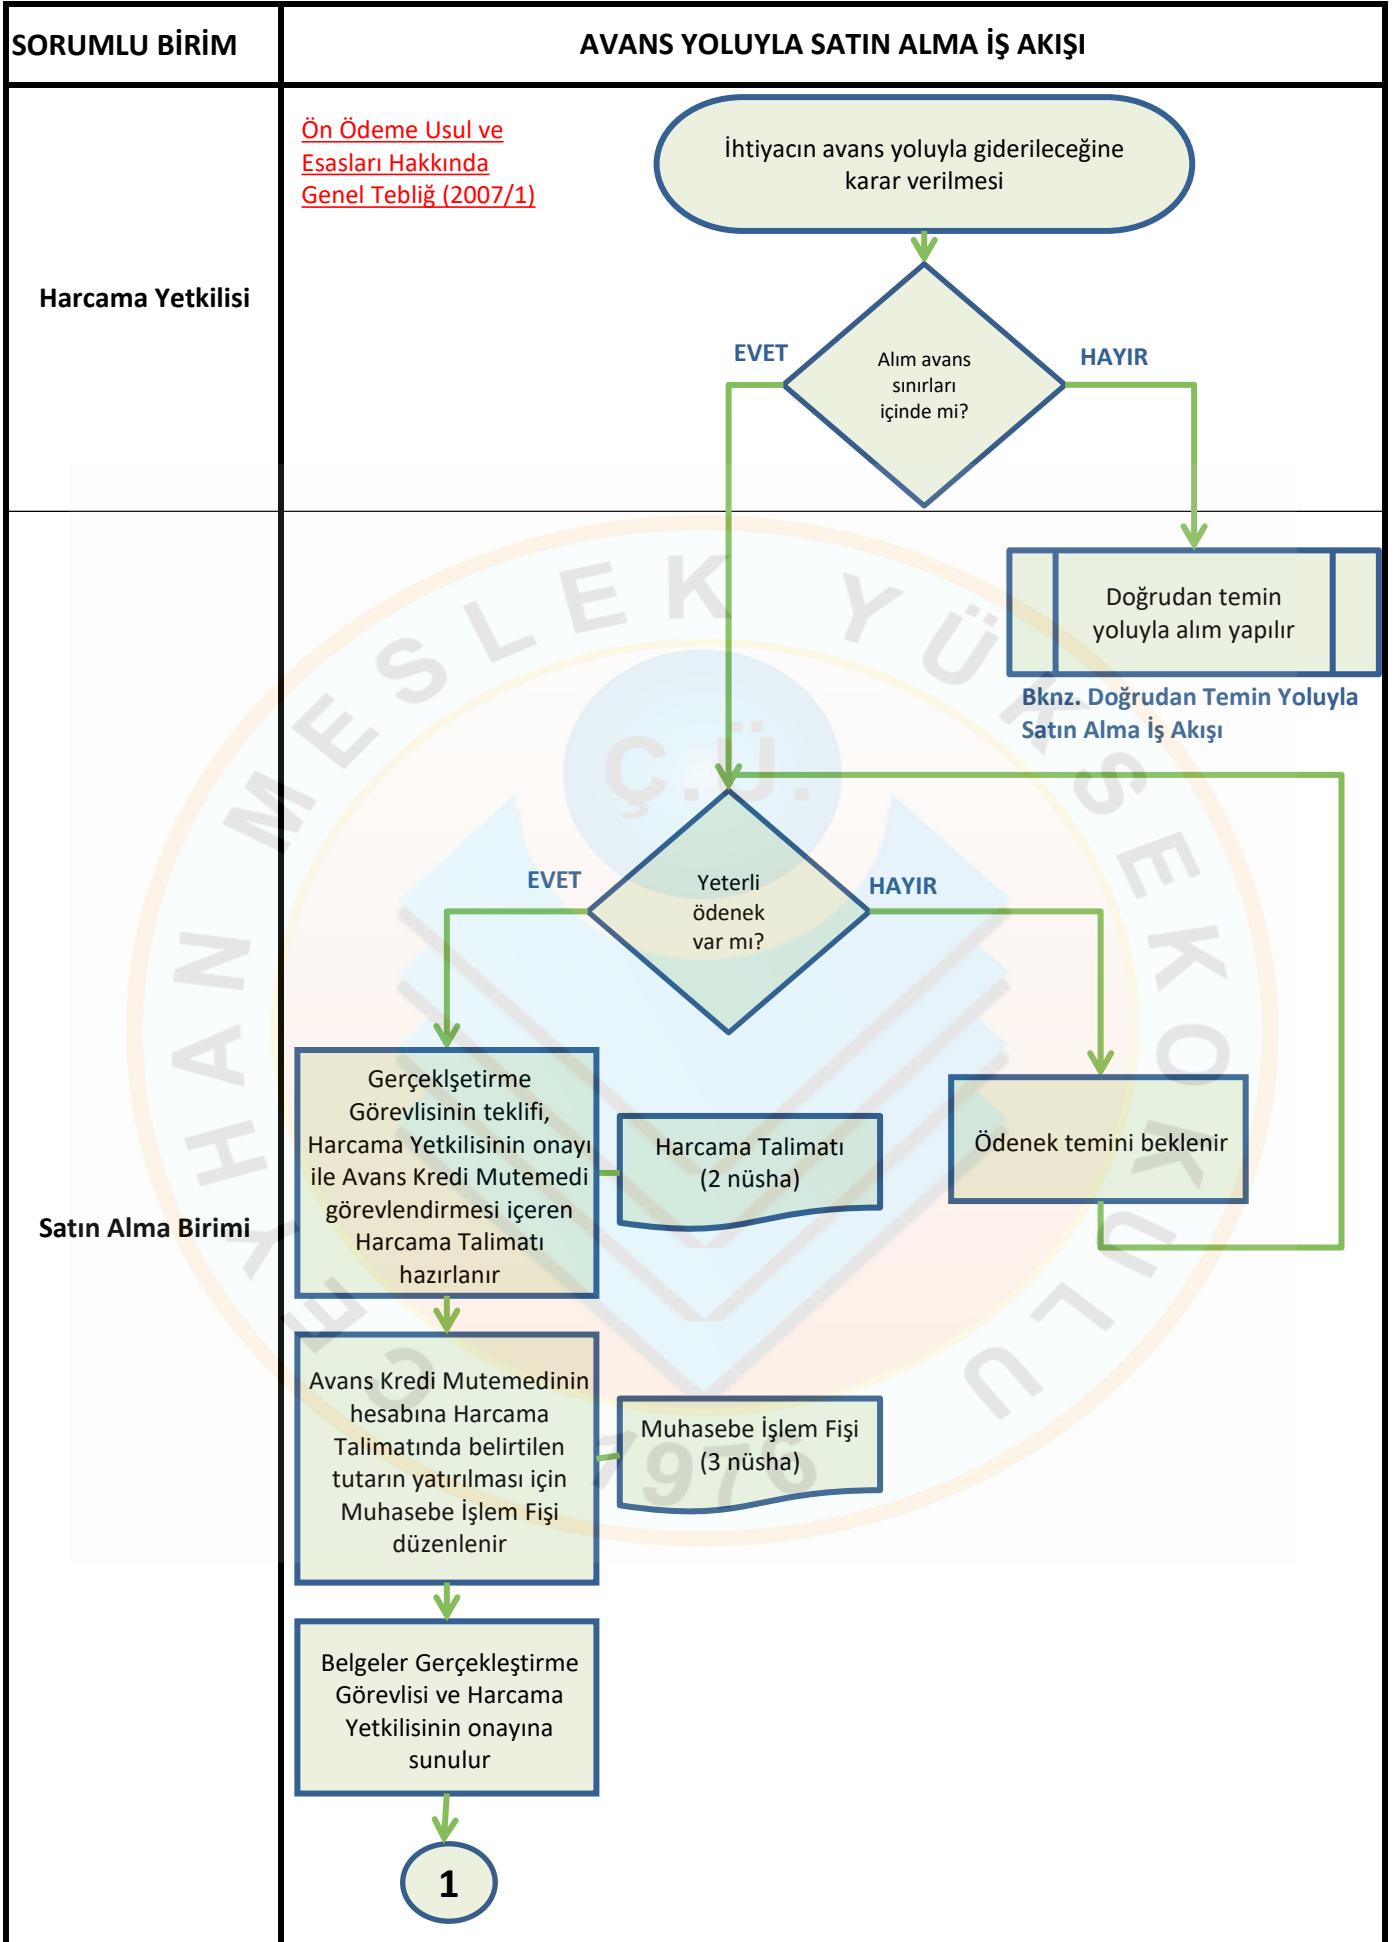 SORUMLU BİRİM
AVANS YOLUYLA SATIN ALMA İŞ AKIŞI
Harcama Yetkilisi
Ön Ödeme Usul ve
Esasları Hakkında
Genel Tebliğ (2007/1)
İhtiyacın avans yoluyla giderileceğine
karar verilmesi
Alım avans
sınırları
içinde mi?
EVET
HAYIR
Doğrudan temin
yoluyla alım yapılır
Bknz. Doğrudan Temin Yoluyla
Satın Alma İş Akışı
Satın Alma Birimi
Yeterli
ödenek
var mı?
EVET
HAYIR
Gerçeklşetirme
Görevlisinin teklifi,
Harcama Yetkilisinin onayı
ile Avans Kredi Mutemedi
görevlendirmesi içeren
Harcama Talimatı
hazırlanır
Harcama Talimatı
(2 nüsha)
Ödenek temini beklenir
Avans Kredi Mutemedinin
hesabına Harcama
Talimatında belirtilen
tutarın yatırılması için
Muhasebe İşlem Fişi
düzenlenir
Muhasebe İşlem Fişi
(3 nüsha)
Belgeler Gerçekleştirme
Görevlisi ve Harcama
Yetkilisinin onayına
sunulur
1
CEYHAN MESLEK YÜKSEKOKULU
Ç.Ü.
1976